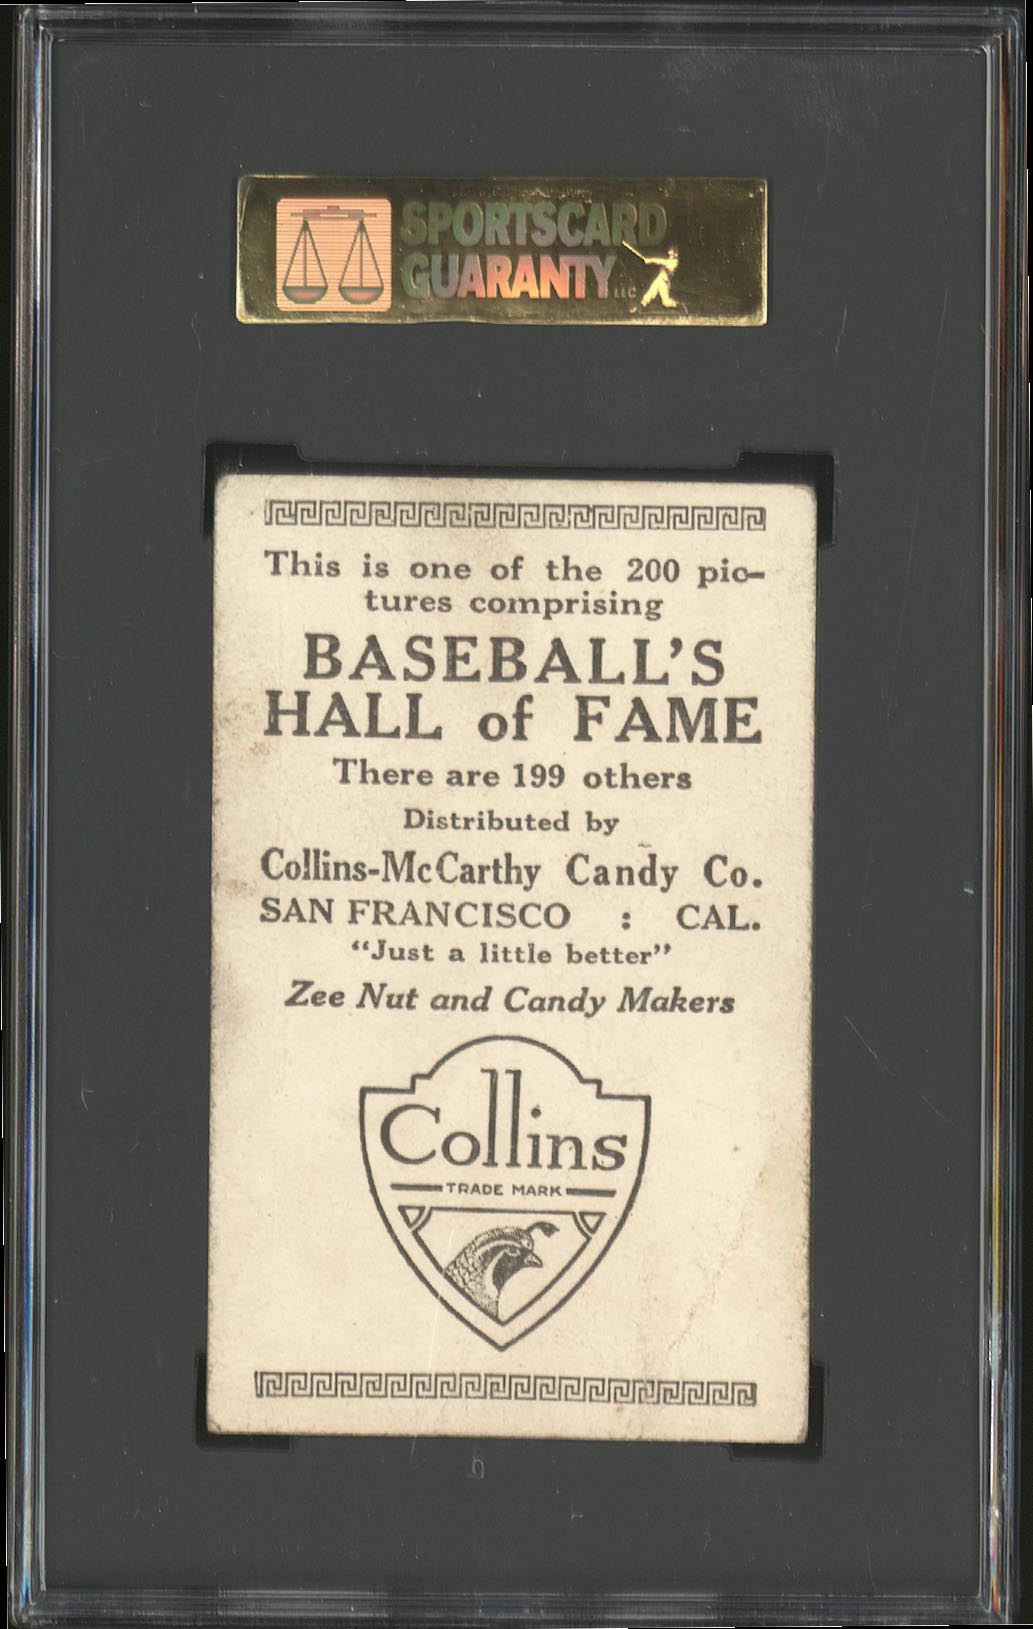 SPORTSCARD
GUARANTY LLC
This is one of the 200 pic-
tures comprising
BASEBALL'S
HALL of FAME
There are 199 others
Distributed by
Collins-McCarthy Candy Co.
SAN FRANCISCO : CAL.
"Just a little better"
Zee Nut and Candy Makers
Collins
TRADE MARK